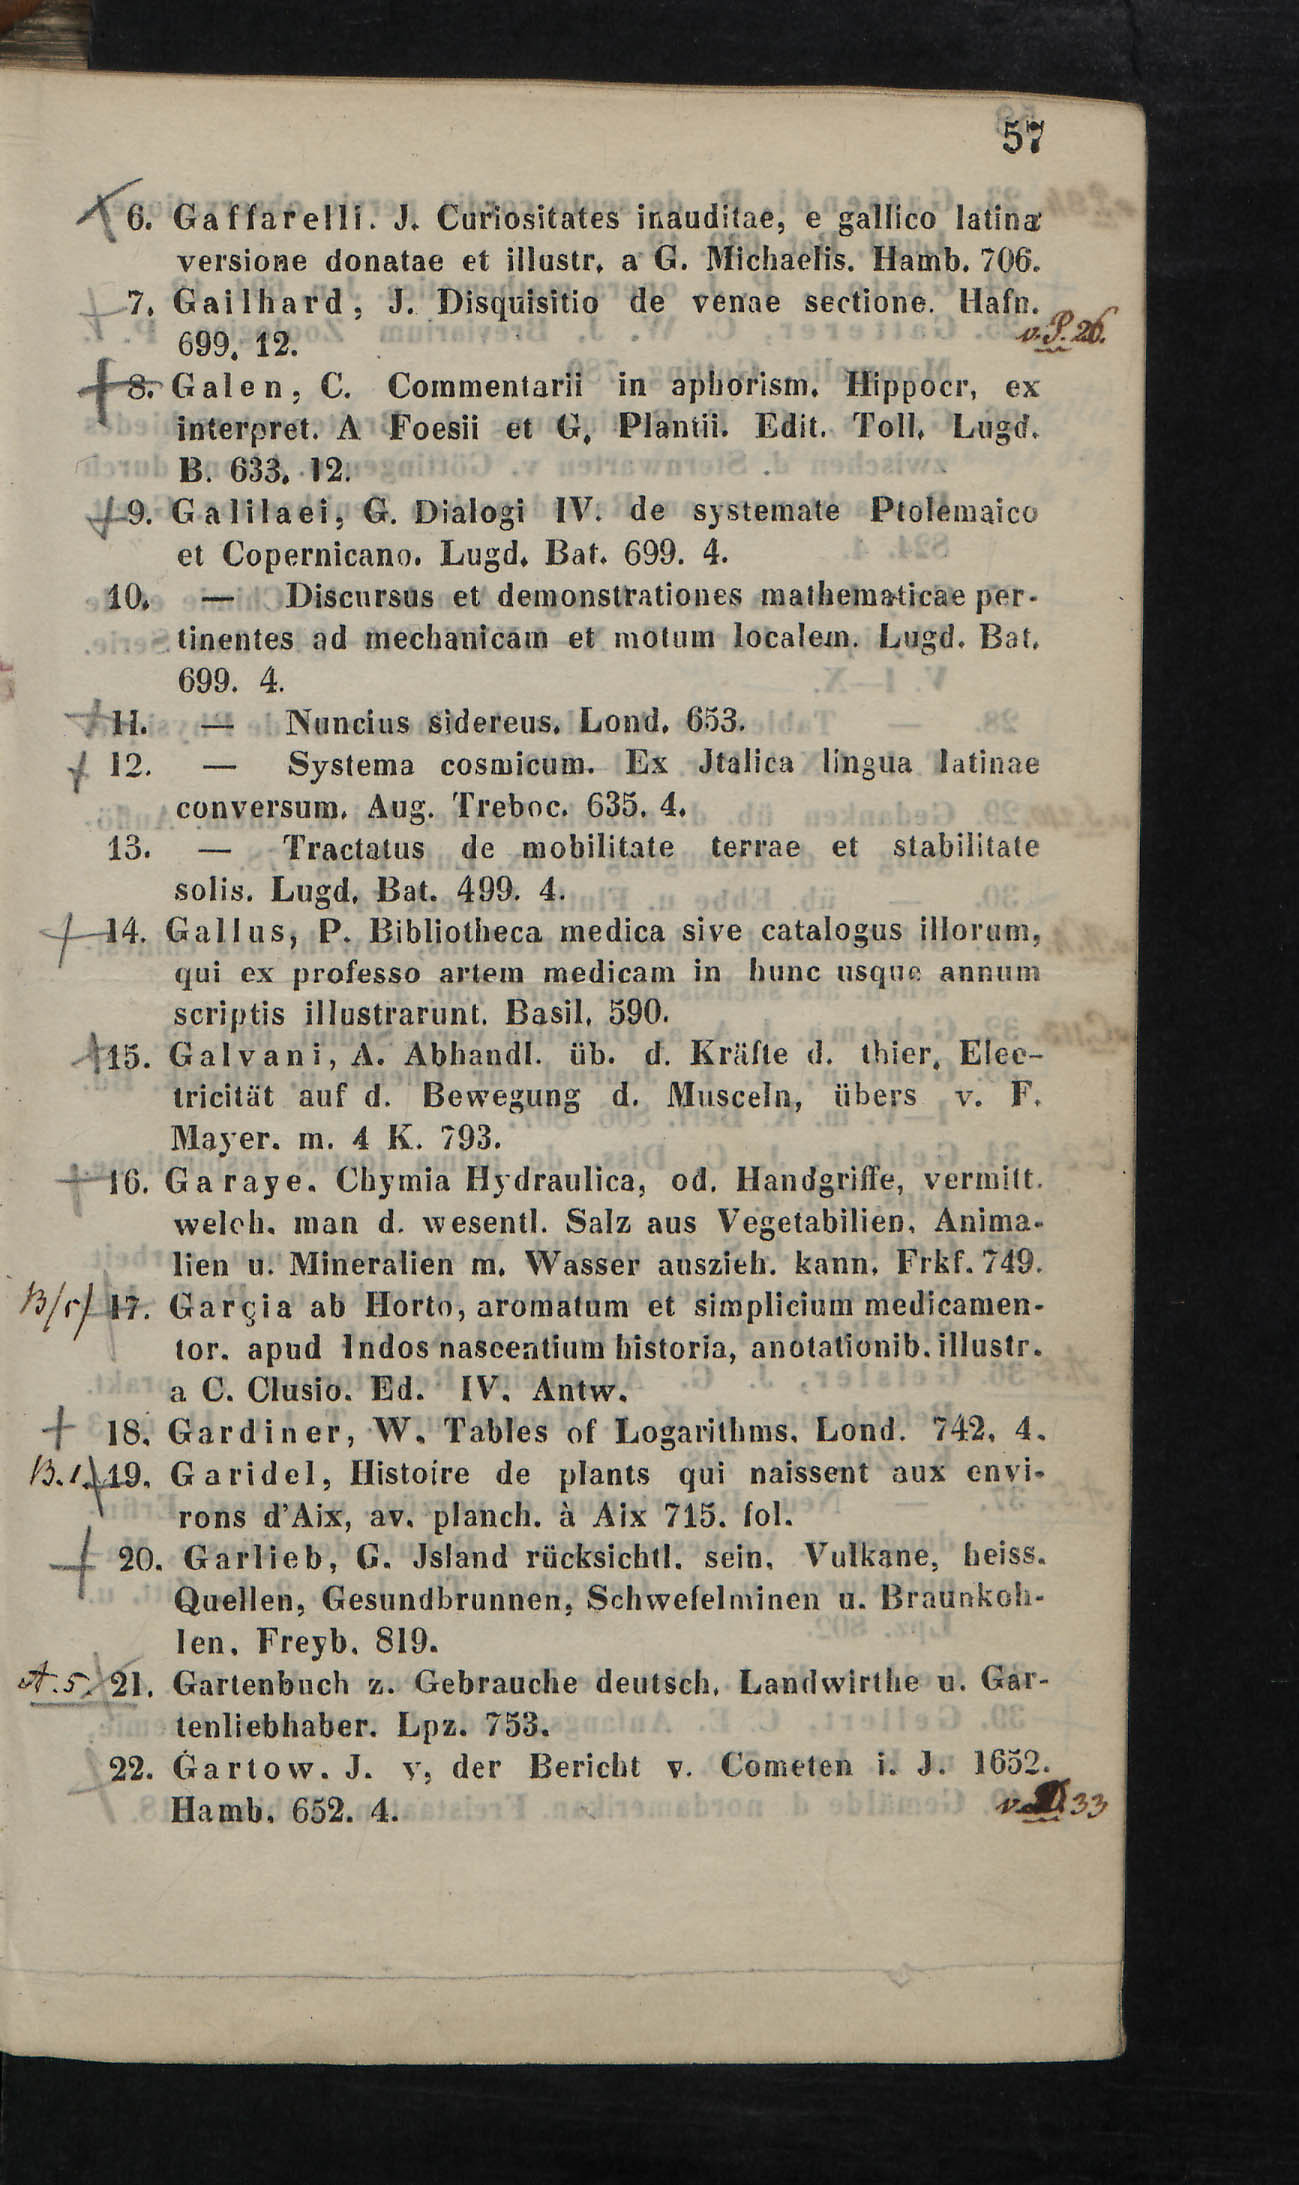 57
6. Gaffarelli. J. Curiositates inauditae, e gallico latina
versione donatae et illustr. a G. Michaelis. Hamb. 706.
7. Gailhard, J. Disquisitio de venae sectione. Hafn.
699. 12.
v. P. 26.
8. Galen, C. Commentarii in aphorism. Hippocr, ex
interpret. A Foesii et G. Plantii. Edit. Toll. Lugd.
B. 633. 12.
9. Galilaei, G. Dialogi IV. de systemate Ptolemaico
et Copernicano. Lugd. Bat. 699. 4.
10. — Discursus et demonstrationes mathematicae per-
tinentes ad mechanicam et motum localem. Lugd. Bat.
699. 4.
11. — Nuncius sidereus. Lond. 653.
12. — Systema cosmicum. Ex Jtalica lingua latinae
conversum. Aug. Treboc. 635. 4.
13. — Tractatus de mobilitate terrae et stabilitate
solis. Lugd. Bat. 499. 4.
14. Gallus, P. Bibliotheca medica sive catalogus illorum,
qui ex professo artem medicam in hunc usque annum
scriptis illustrarunt. Basil. 590.
15. Galvani, A. Abhandl. üb. d. Kräfte d. thier. Elec-
tricität auf d. Bewegung d. Musceln, übers v. F.
Mayer. m. 4 K. 793.
16. Garaye. Chymia Hydraulica, od. Handgriffe, vermitt.
welch. man d. wesentl. Salz aus Vegetabilien, Anima-
lien u. Mineralien m. Wasser auszieh. kann. Frkf. 749.
17. Garçia ab Horto, aromatum et simplicium medicamen-
tor. apud Indos nascentium historia, anotationib. illustr.
a C. Clusio. Ed. IV. Antw.
+ 18. Gardiner, W. Tables of Logarithms. Lond. 742. 4.
B. 1. 19. Garidel, Histoire de plants qui naissent aux envi-
rons d'Aix, av. planch. à Aix 715. fol.
20. Garlieb, G. Jsland rücksichtl. sein. Vulkane, heiss.
Quellen, Gesundbrunnen, Schwefelminen u. Braunkoh-
len. Freyb. 819.
A. 5. 21. Gartenbuch z. Gebrauche deutsch. Landwirthe u. Gar-
tenliebhaber. Lpz. 753.
22. Gartow. J. v, der Bericht v. Cometen i. J. 1652.
Hamb. 652. 4.
33